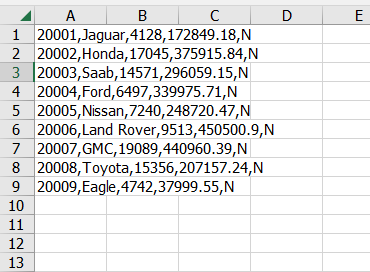 A B C D E
1 20001,Jaguar,4128,172849.18,N
2 20002,Honda,17045,375915.84,N
3 20003,Saab,14571,296059.15,N
4 20004,Ford,6497,339975.71,N
5 20005,Nissan,7240,248720.47,N
6 20006,Land Rover,9513,450500.9,N
7 20007,GMC,19089,440960.39,N
8 20008,Toyota,15356,207157.24,N
9 20009,Eagle,4742,37999.55,N
10
11
12
13